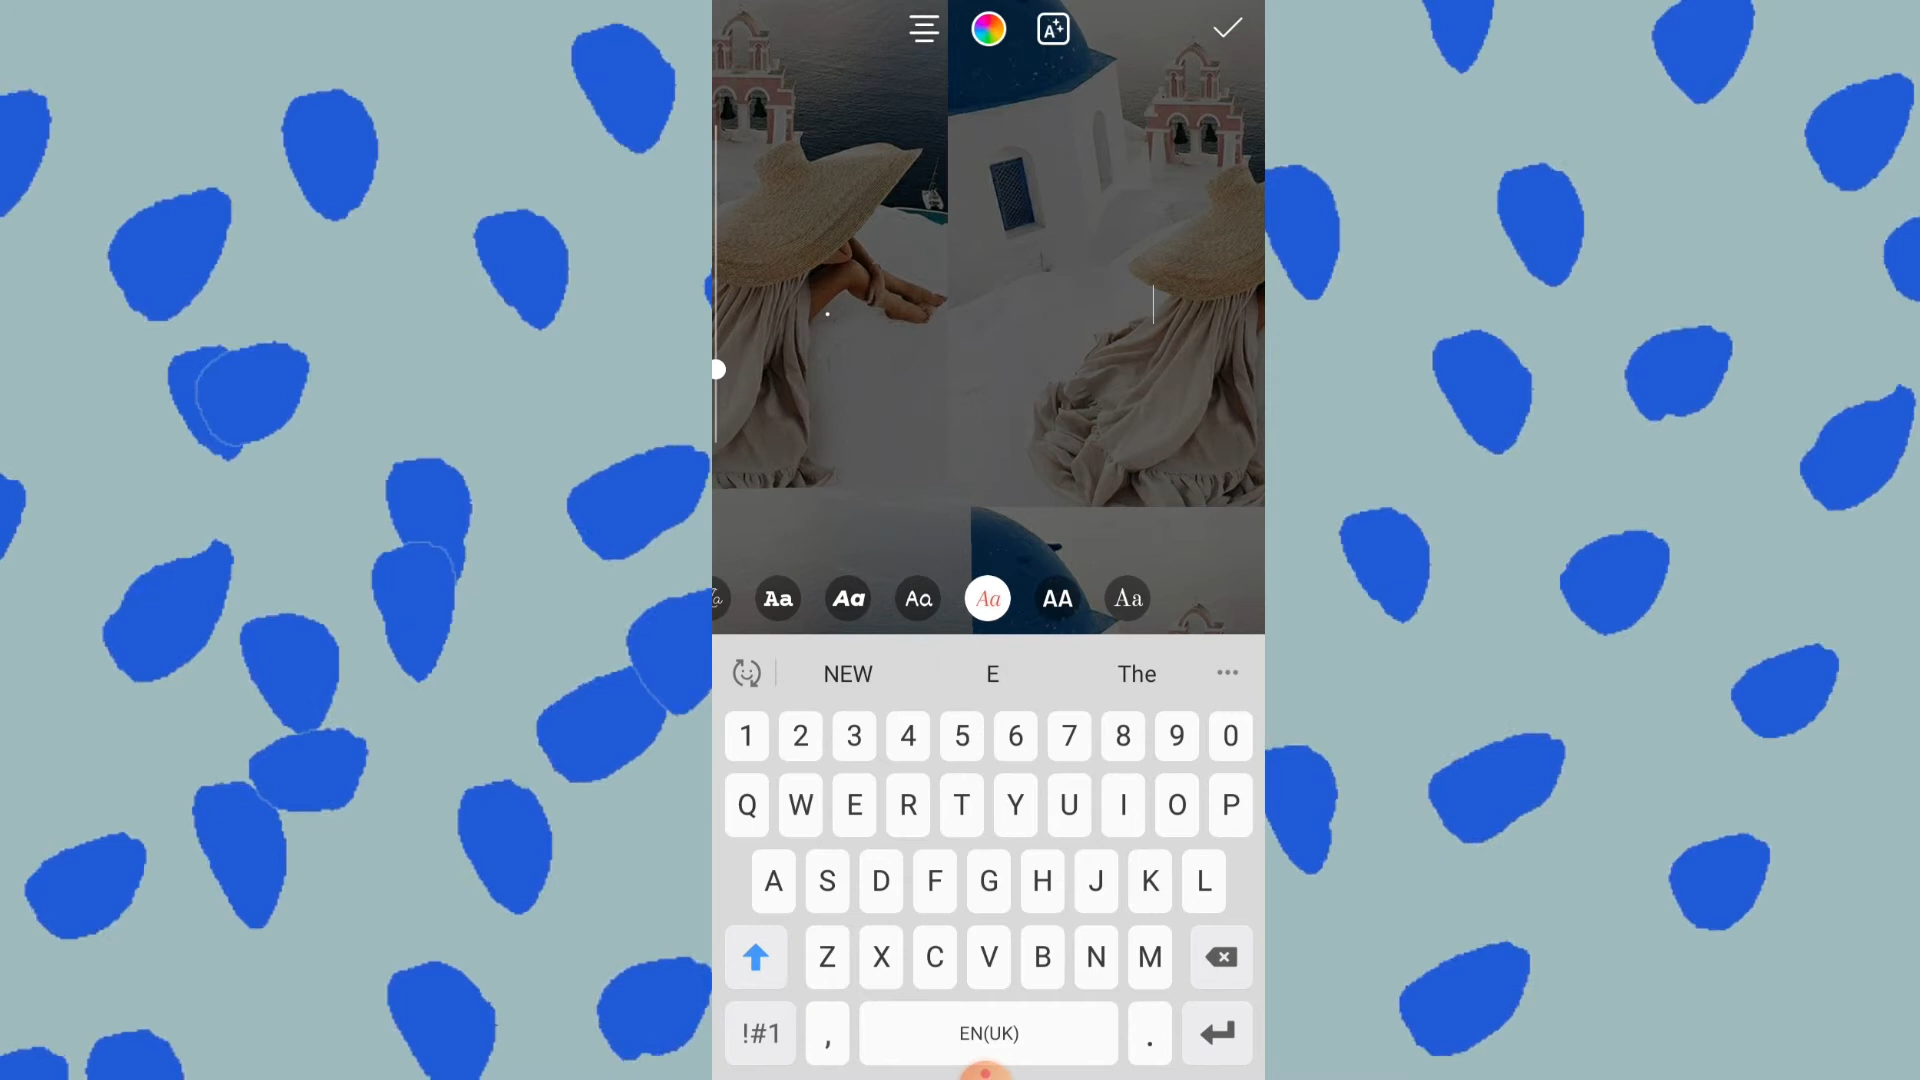 A
Aa Aa Aa Aa AA Aa
NEW E The
1 2 3 4 5 6 7 8 9 0
Q W E R T Y U I O P
A S D F G H J K L
Z X C V B N M
!#1 , EN(UK) .